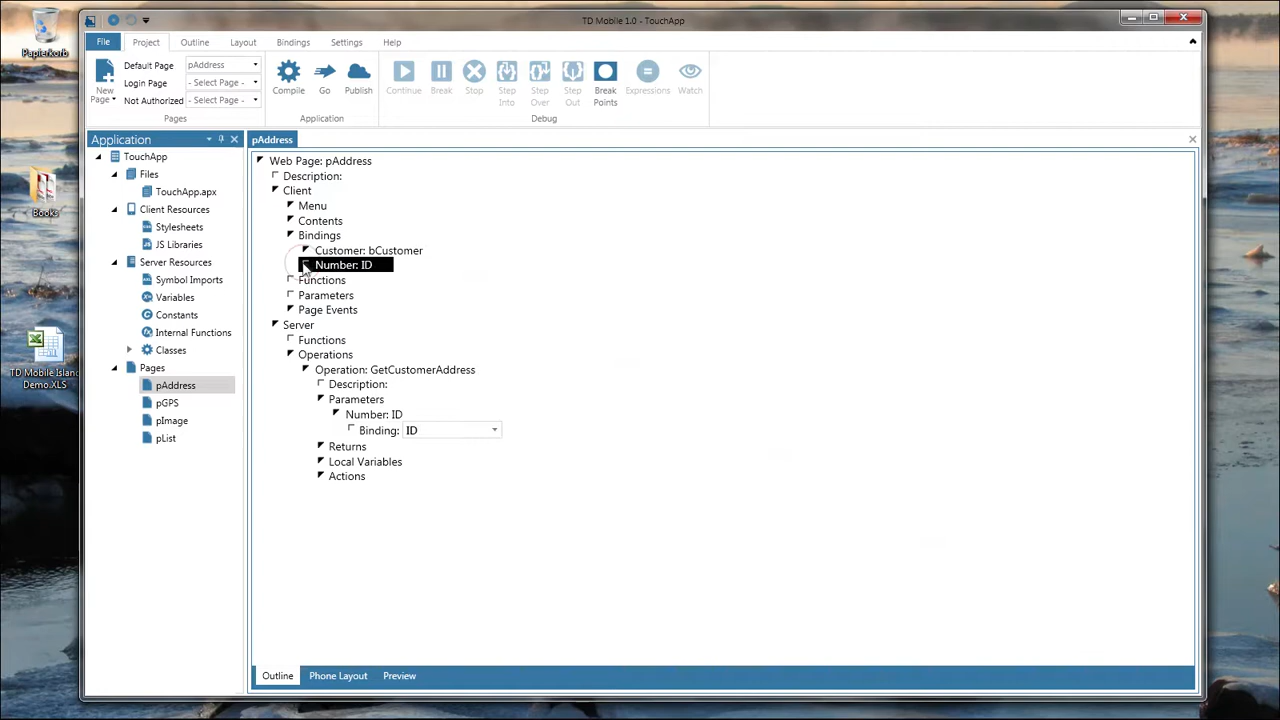 Papierkorb
Books
TD Mobile Island Demo.XLS
TD Mobile 1.0 - TouchApp
File
Project
Outline
Layout
Bindings
Settings
Help
New Page
Default Page
pAddress
Login Page
- Select Page -
Not Authorized
- Select Page -
Pages
Compile
Go
Publish
Application
Continue
Break
Stop
Step Into
Step Over
Step Out
Break Points
Expressions
Watch
Debug
Application
TouchApp
Files
TouchApp.apx
Client Resources
Stylesheets
JS Libraries
Server Resources
Symbol Imports
Variables
Constants
Internal Functions
Classes
Pages
pAddress
pGPS
pImage
pList
pAddress
Web Page: pAddress
Description:
Client
Menu
Contents
Bindings
Customer: bCustomer
Number: ID
Functions
Parameters
Page Events
Server
Functions
Operations
Operation: GetCustomerAddress
Description:
Parameters
Number: ID
Binding: ID
Returns
Local Variables
Actions
Outline
Phone Layout
Preview